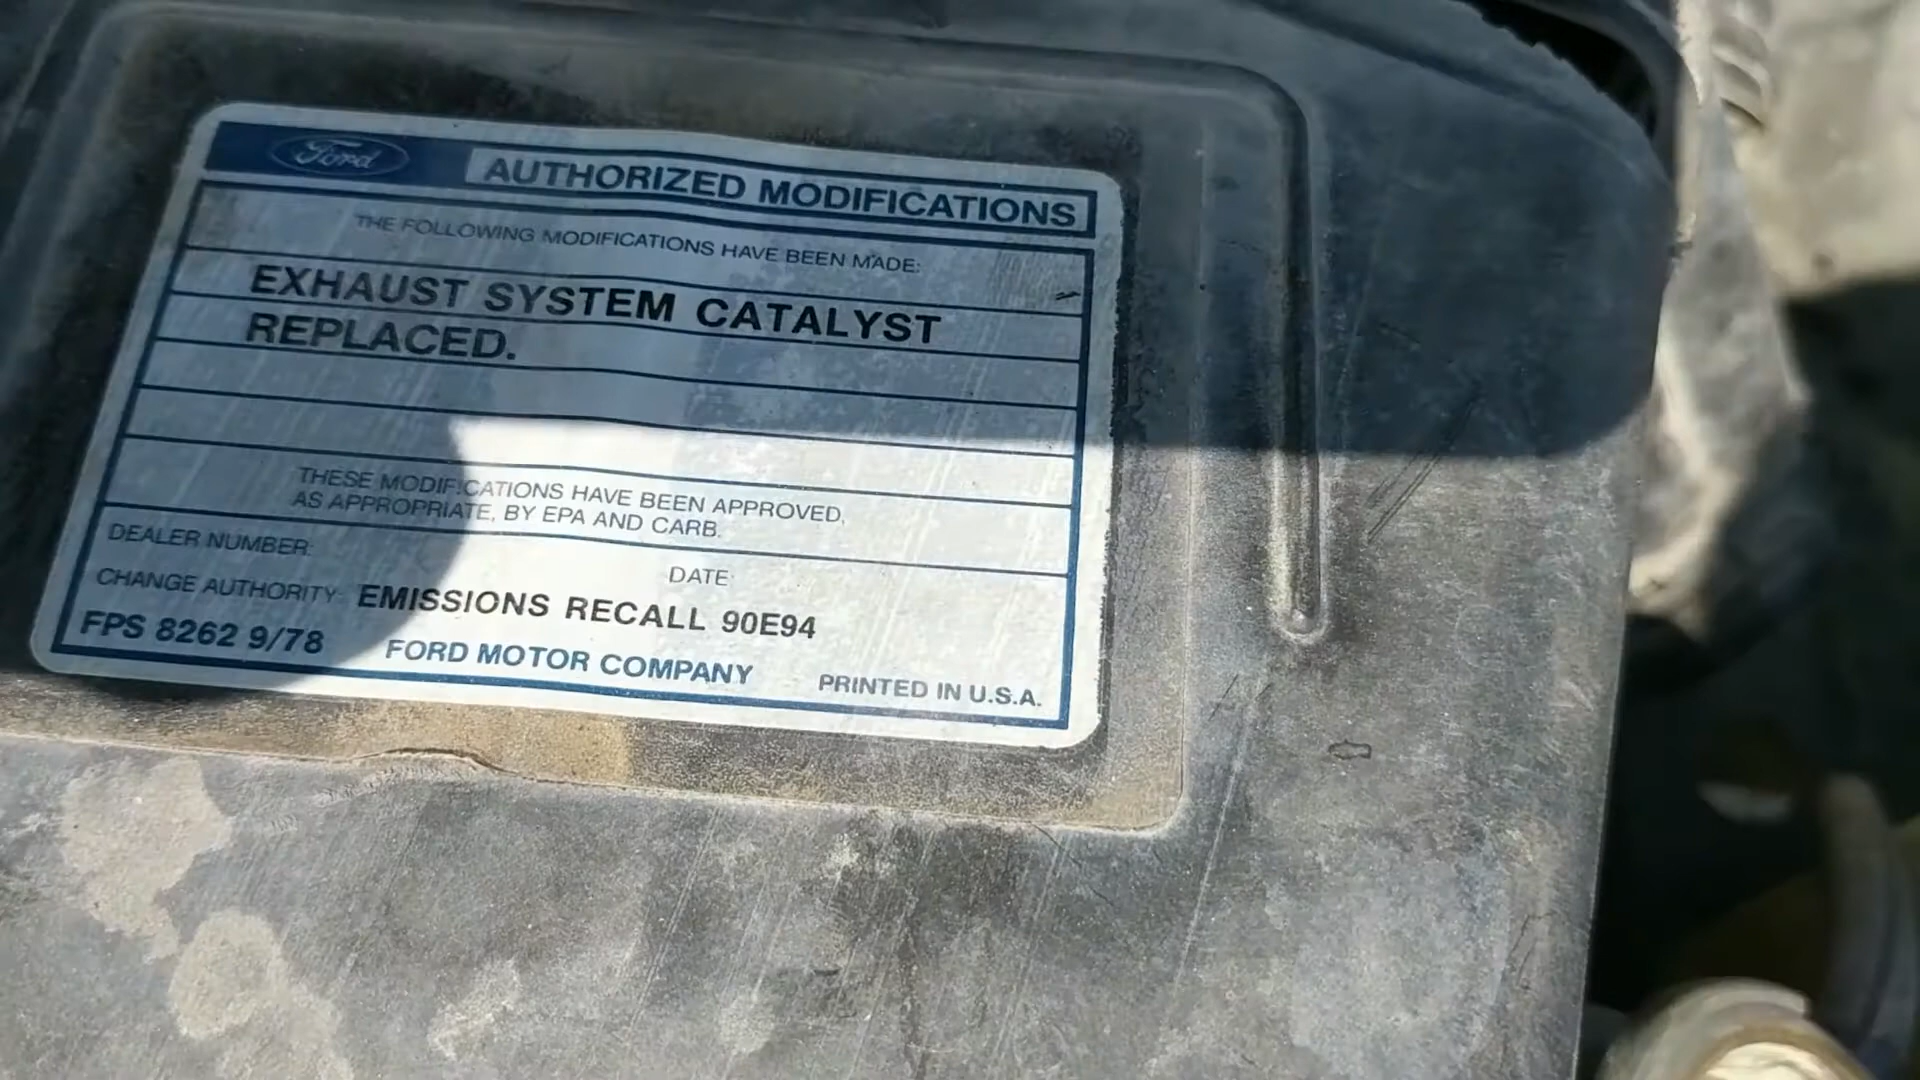 Ford
AUTHORIZED MODIFICATIONS
THE FOLLOWING MODIFICATIONS HAVE BEEN MADE:
EXHAUST SYSTEM CATALYST
REPLACED.
THESE MODIFICATIONS HAVE BEEN APPROVED,
AS APPROPRIATE, BY EPA AND CARB.
DEALER NUMBER:
DATE
CHANGE AUTHORITY: EMISSIONS RECALL 90E94
FPS 8262 9/78
FORD MOTOR COMPANY
PRINTED IN U.S.A.